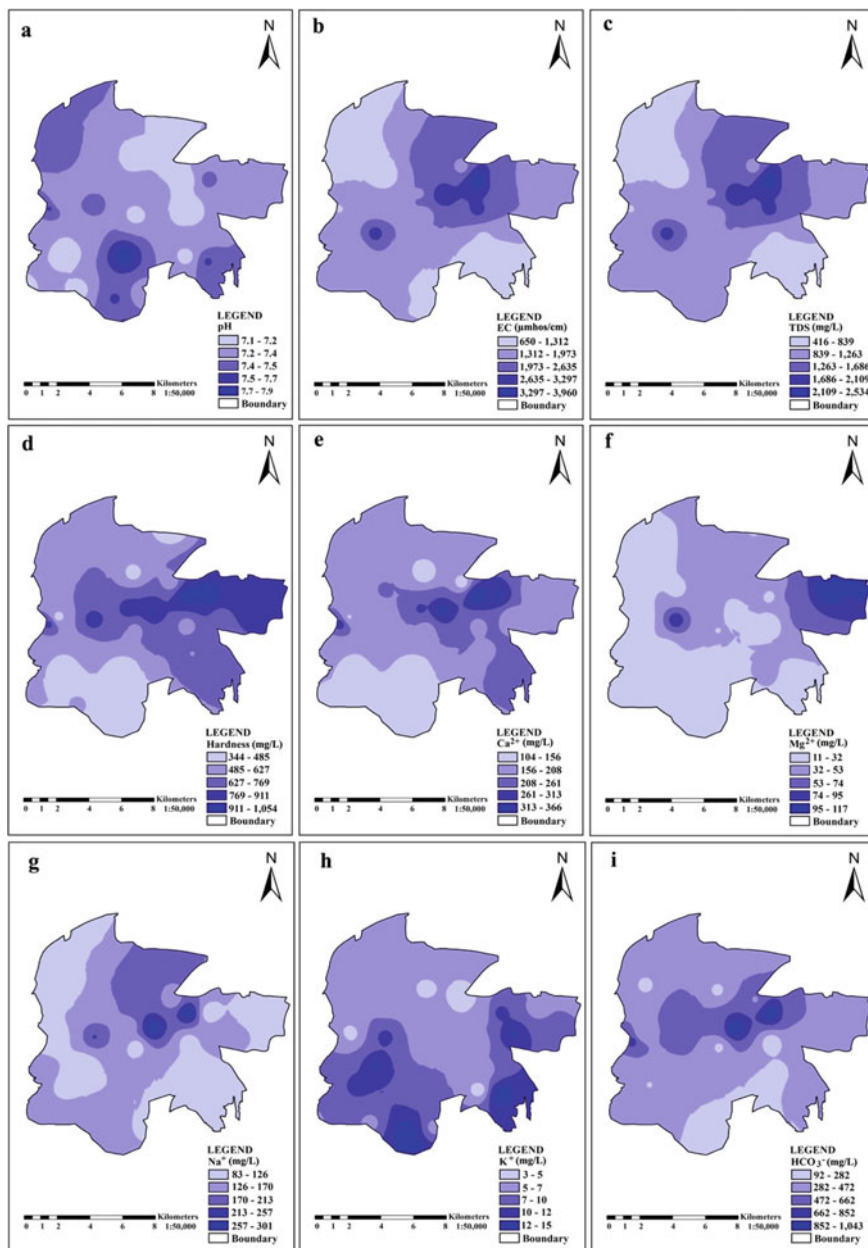 a
N
LEGEND
pH
7.1 - 7.2
7.2 - 7.4
7.4 - 7.5
7.5 - 7.7
7.7 - 7.9
Boundary
Kilometers
0 1 2 4 6 8 1:50,000
b
N
LEGEND
EC (µmhos/cm)
650 - 1,312
1,312 - 1,973
1,973 - 2,635
2,635 - 3,297
3,297 - 3,960
Boundary
Kilometers
0 1 2 4 6 8 1:50,000
c
N
LEGEND
TDS (mg/L)
416 - 839
839 - 1,263
1,263 - 1,686
1,686 - 2,109
2,109 - 2,534
Boundary
Kilometers
0 1 2 4 6 8 1:50,000
d
N
LEGEND
Hardness (mg/L)
344 - 485
485 - 627
627 - 769
769 - 911
911 - 1,054
Boundary
Kilometers
0 1 2 4 6 8 1:50,000
e
N
LEGEND
Ca²⁺ (mg/L)
104 - 156
156 - 208
208 - 261
261 - 313
313 - 366
Boundary
Kilometers
0 1 2 4 6 8 1:50,000
f
N
LEGEND
Mg²⁺ (mg/L)
11 - 32
32 - 53
53 - 74
74 - 95
95 - 117
Boundary
Kilometers
0 1 2 4 6 8 1:50,000
g
N
LEGEND
Na⁺ (mg/L)
83 - 126
126 - 170
170 - 213
213 - 257
257 - 301
Boundary
Kilometers
0 1 2 4 6 8 1:50,000
h
N
LEGEND
K⁺ (mg/L)
3 - 5
5 - 7
7 - 10
10 - 12
12 - 15
Boundary
Kilometers
0 1 2 4 6 8 1:50,000
i
N
LEGEND
HCO₃⁻ (mg/L)
92 - 282
282 - 472
472 - 662
662 - 852
852 - 1,043
Boundary
Kilometers
0 1 2 4 6 8 1:50,000